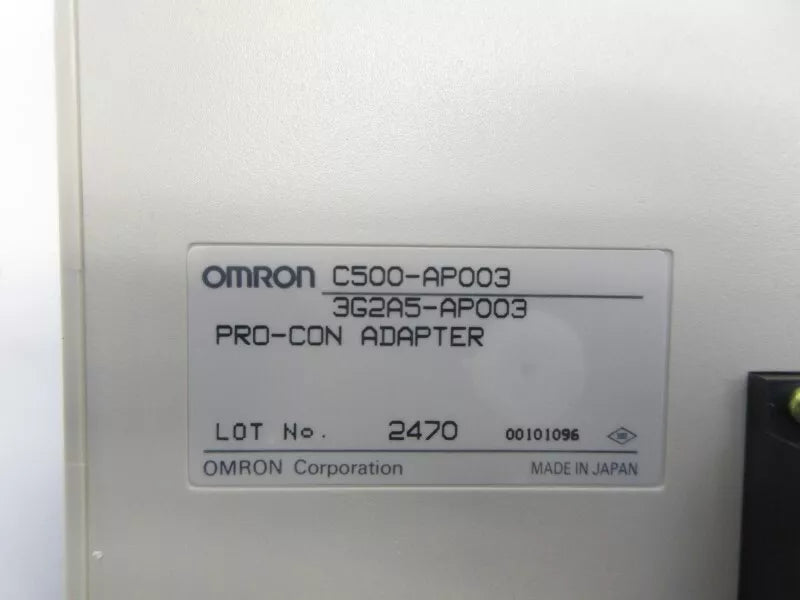 OMRON C500-AP003
3G2A5-AP003
PRO-CON ADAPTER
LOT No. 2470 00101096
OMRON Corporation MADE IN JAPAN